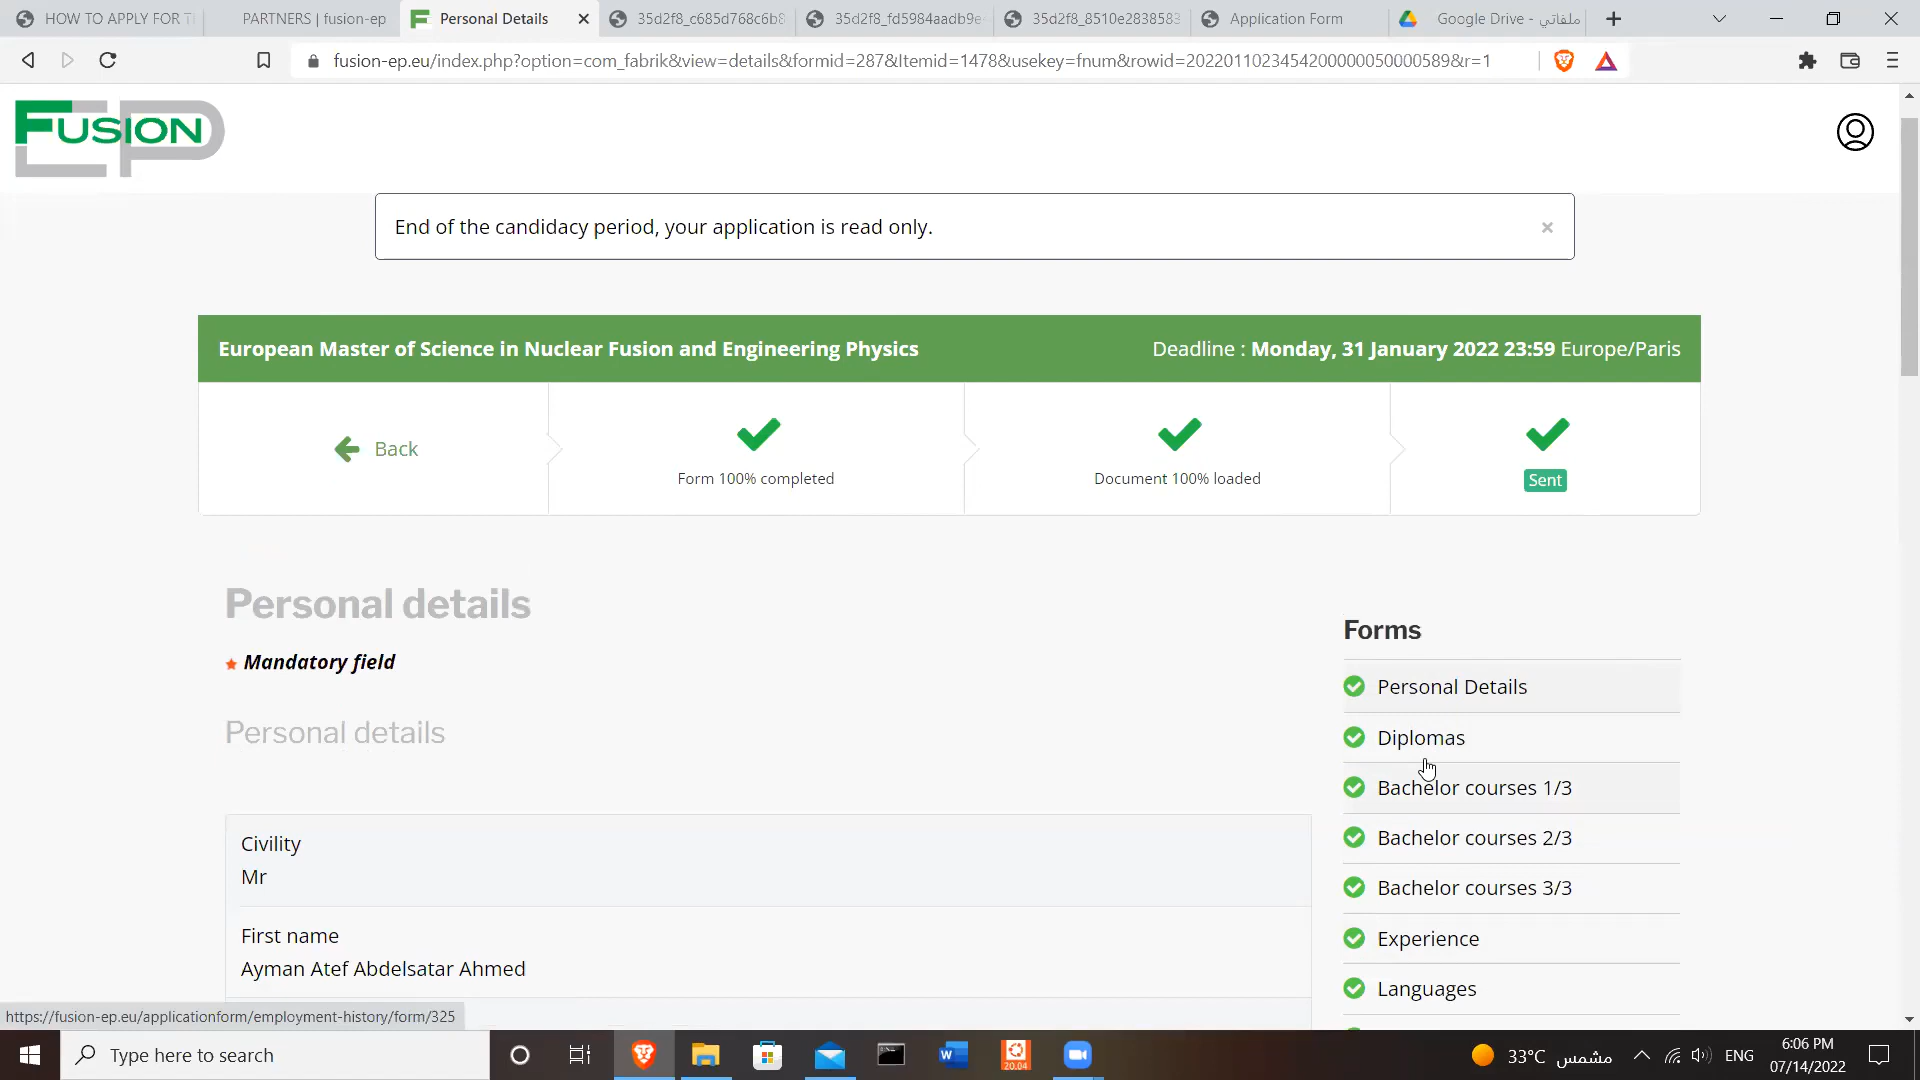 HOW TO APPLY FOR T
PARTNERS | fusion-ep
Personal Details
35d2f8_c685d768c6b8
35d2f8_fd5984aadb9e
35d2f8_8510e2838583
Application Form
ملفاتي - Google Drive
fusion-ep.eu/index.php?option=com_fabrik&view=details&formid=287&Itemid=1478&usekey=fnum&rowid=2022011023454200000050000589&r=1
FUSION EP
End of the candidacy period, your application is read only.
European Master of Science in Nuclear Fusion and Engineering Physics
Deadline : Monday, 31 January 2022 23:59 Europe/Paris
Back
Form 100% completed
Document 100% loaded
Sent
Personal details
Mandatory field
Personal details
Civility
Mr
First name
Ayman Atef Abdelsatar Ahmed
Forms
Personal Details
Diplomas
Bachelor courses 1/3
Bachelor courses 2/3
Bachelor courses 3/3
Experience
Languages
https://fusion-ep.eu/applicationform/employment-history/form/325
Type here to search
20.04
33°C مشمس
ENG
6:06 PM
07/14/2022